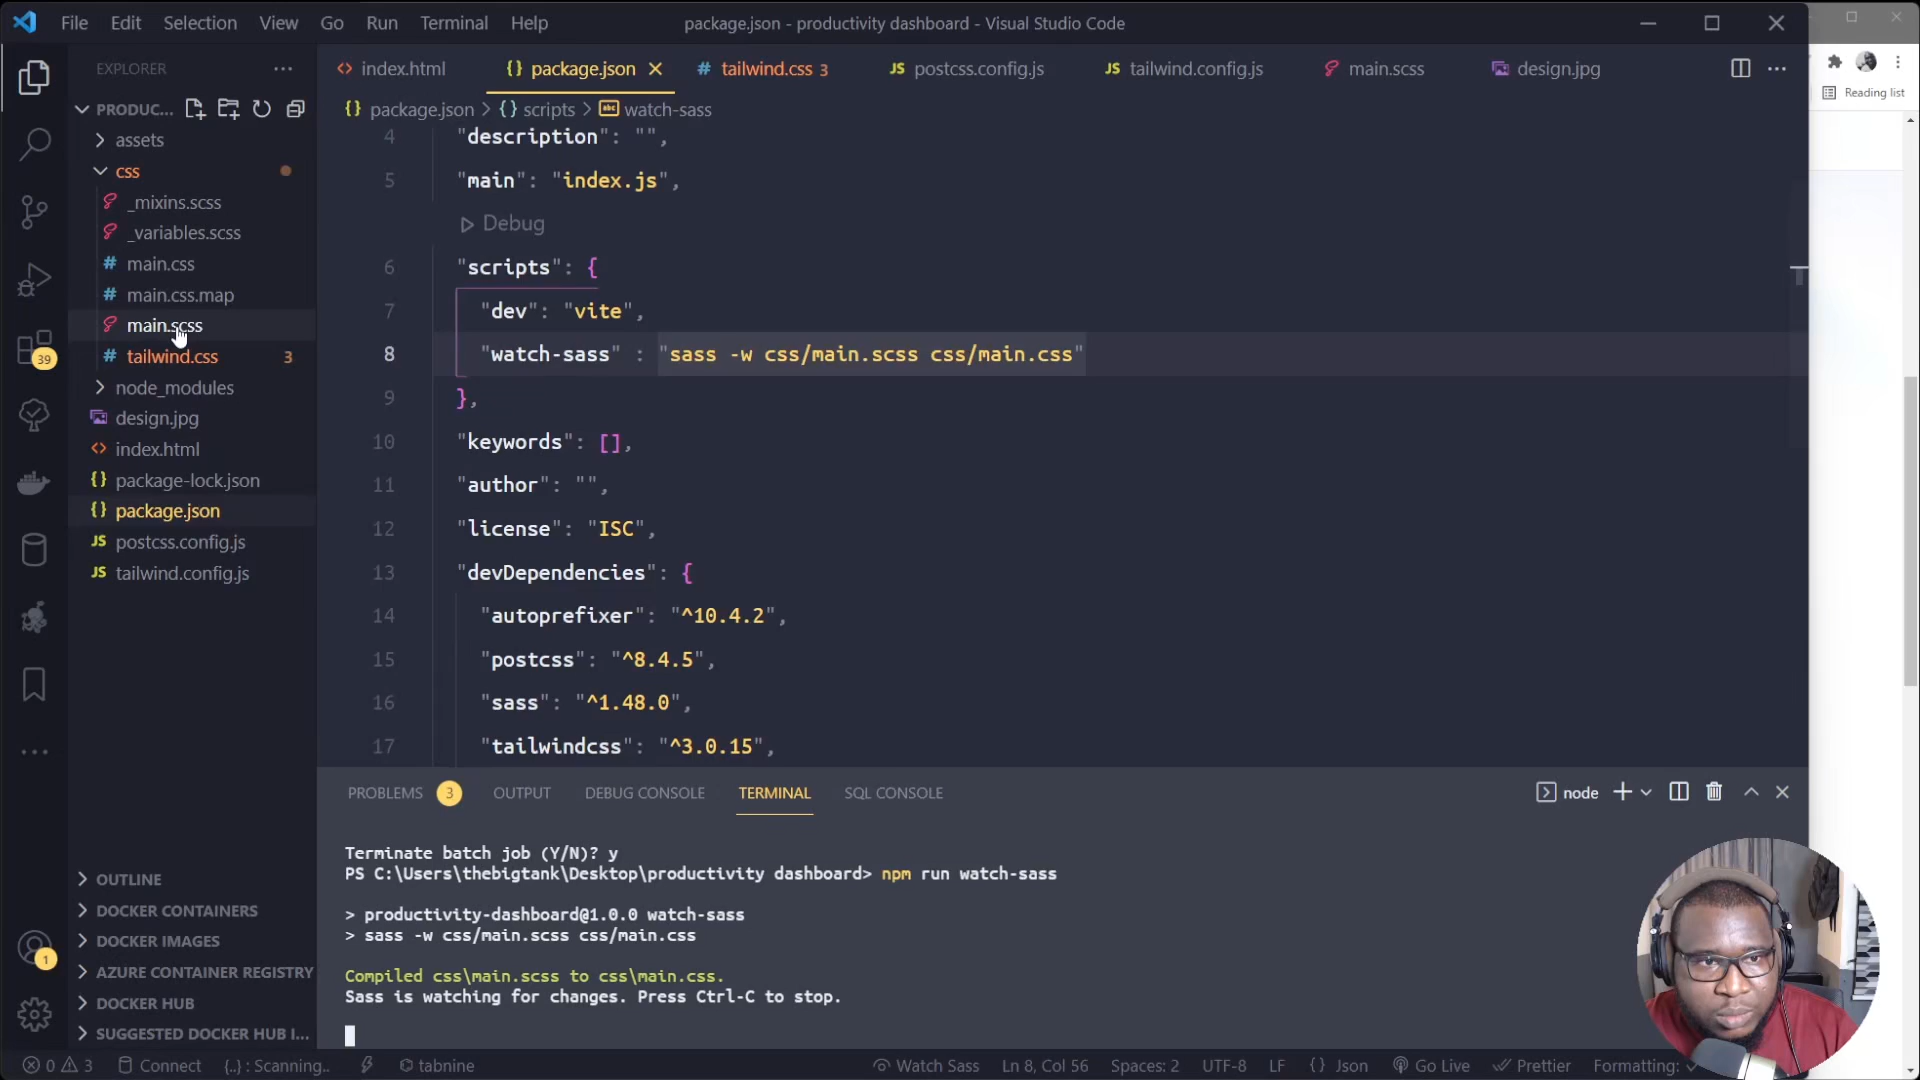 File Edit Selection View Go Run Terminal Help
package.json - productivity dashboard - Visual Studio Code
EXPLORER
index.html
package.json
tailwind.css 3
postcss.config.js
tailwind.config.js
main.scss
design.jpg
Reading list
PRODUC...
package.json > {} scripts > watch-sass
assets
css
_mixins.scss
_variables.scss
main.css
main.css.map
main.scss
tailwind.css 3
node_modules
design.jpg
index.html
package-lock.json
package.json
postcss.config.js
tailwind.config.js
39
4 "description": "",
5 "main": "index.js",
Debug
6 "scripts": {
7 "dev": "vite",
8 "watch-sass" : "sass -w css/main.scss css/main.css"
9 },
10 "keywords": [],
11 "author": "",
12 "license": "ISC",
13 "devDependencies": {
14 "autoprefixer": "^10.4.2",
15 "postcss": "^8.4.5",
16 "sass": "^1.48.0",
17 "tailwindcss": "^3.0.15",
PROBLEMS 3 OUTPUT DEBUG CONSOLE TERMINAL SQL CONSOLE
node
Terminate batch job (Y/N)? y
PS C:\Users\thebigtank\Desktop\productivity dashboard> npm run watch-sass
> productivity-dashboard@1.0.0 watch-sass
> sass -w css/main.scss css/main.css
Compiled css\main.scss to css\main.css.
Sass is watching for changes. Press Ctrl-C to stop.
OUTLINE
DOCKER CONTAINERS
DOCKER IMAGES
AZURE CONTAINER REGISTRY
DOCKER HUB
SUGGESTED DOCKER HUB I...
1
0 3 Connect {..} : Scanning.. tabnine
Watch Sass Ln 8, Col 56 Spaces: 2 UTF-8 LF {} Json Go Live Prettier Formatting: